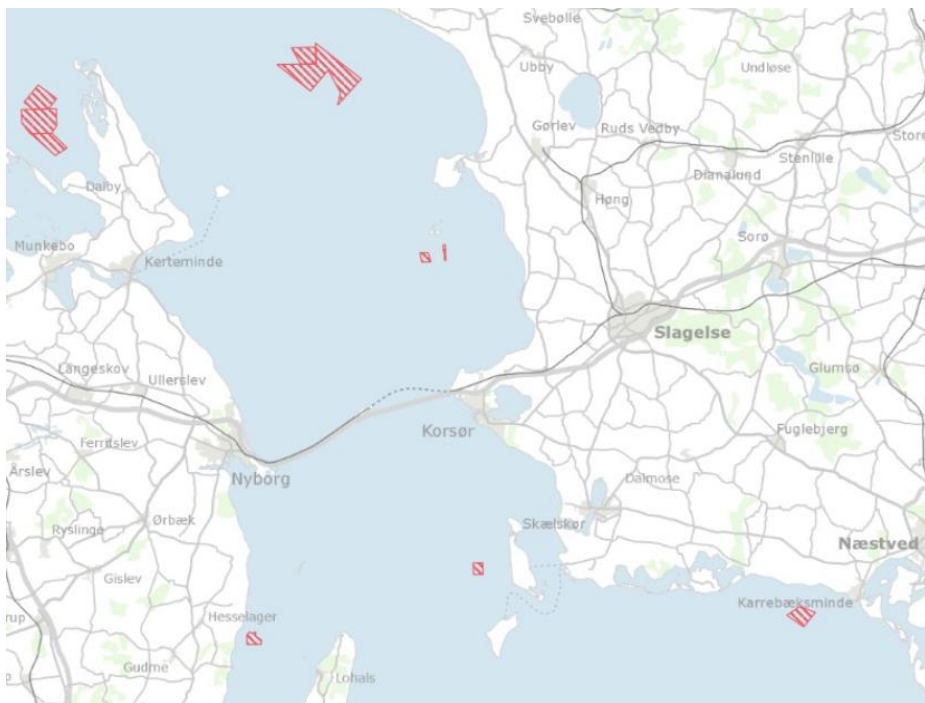 Svebølle
Ubby
Undløse
Gørlev
Ruds Vedby
Store
Stenlille
Dianalund
Dalby
Høng
Munkebo
Kerteminde
Sorø
Slagelse
Langeskov
Ullerslev
Glumsø
Korsør
Fuglebjerg
Ferritslev
Årslev
Nyborg
Dalmose
Ørbæk
Skælskør
Ryslinge
Næstved
Gislev
Karrebæksminde
rup
Hesselager
Gudme
Lohals